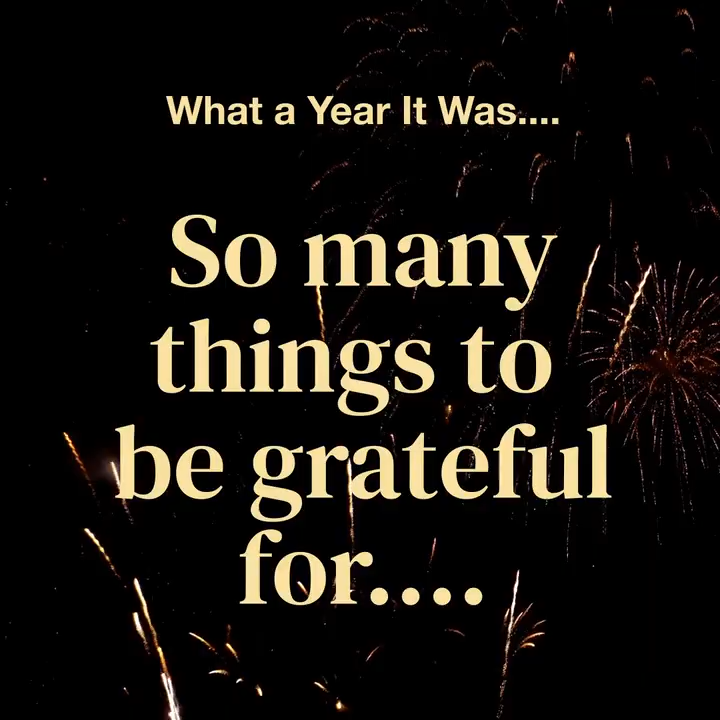 What a Year It Was....
So many
things to
be grateful
for....